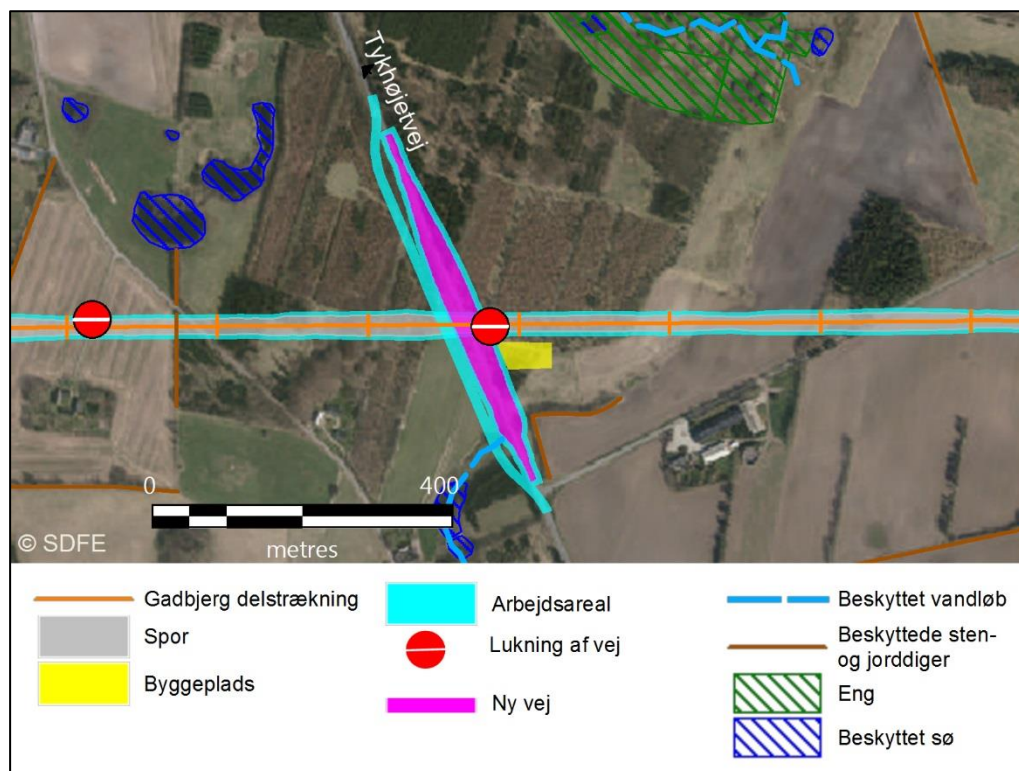 Tykhøjetvej
0 400
metres
© SDFE
Gadbjerg delstrækning
Spor
Byggeplads
Arbejdsareal
Lukning af vej
Ny vej
Beskyttet vandløb
Beskyttede sten-
og jorddiger
Eng
Beskyttet sø